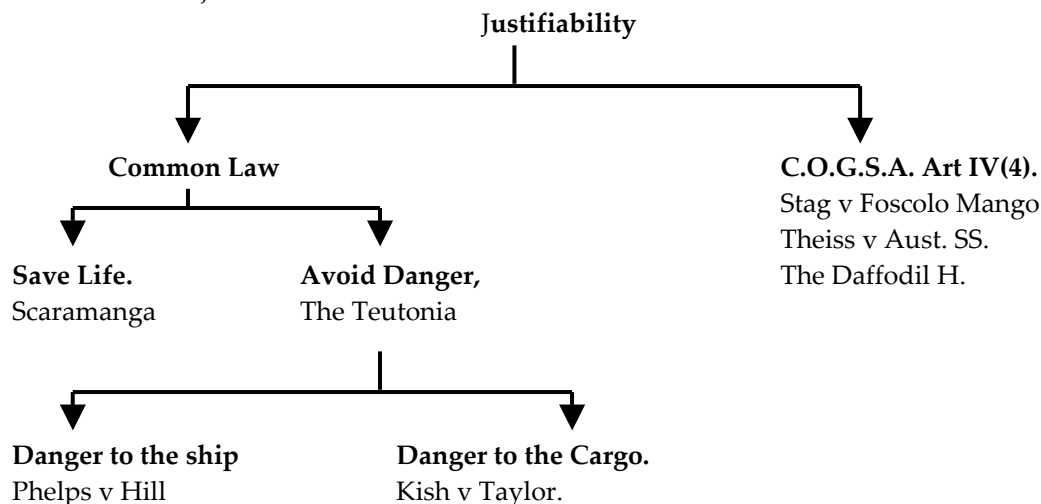 Justifiability
Common Law
C.O.G.S.A. Art IV(4).
Stag v Foscolo Mango
Theiss v Aust. SS.
The Daffodil H.
Save Life.
Scaramanga
Avoid Danger,
The Teutonia
Danger to the ship
Phelps v Hill
Danger to the Cargo.
Kish v Taylor.